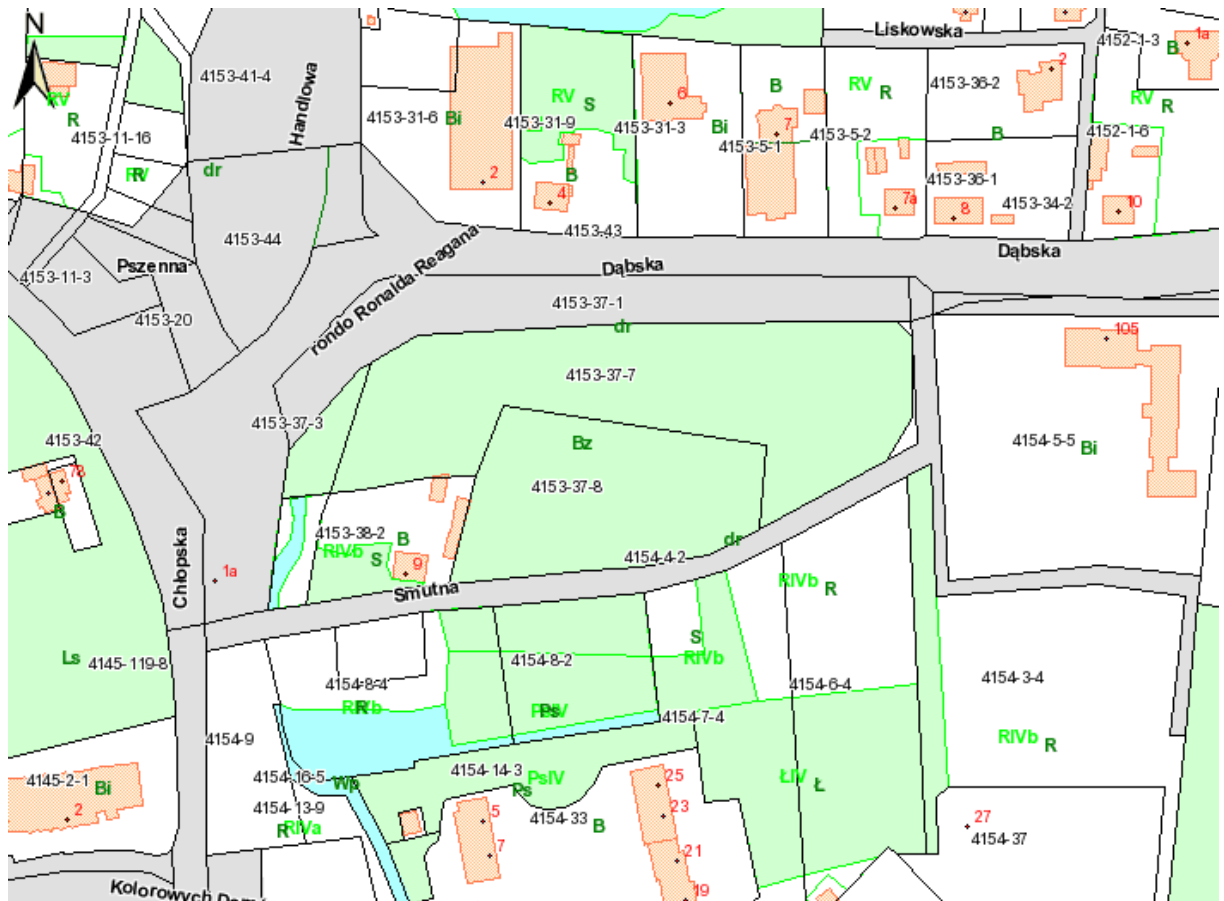 N
Liskowska
4152-1-3
1a
B
4153-41-4
Handlowa
2
4153-36-2
RV
R
RV
S
6
B
RV
R
RV
R
4153-11-16
4153-31-6
Bi
4153-31-9
4153-31-3
Bi
7
4153-5-1
4153-5-2
B
4152-1-6
RV
R
dr
2
B
4
4153-36-1
7a
8
4153-34-2
10
4153-44
4153-43
rondo Ronalda Reagana
Dąbska
Dąbska
Pszenna
4153-11-3
4153-20
4153-37-1
dr
105
4153-37-7
4153-37-3
4153-42
Bz
4154-5-5
Bi
78
B
4153-37-8
Chłopska
4153-38-2
B
RIVb
S
9
dr
4154-4-2
1a
Smutna
RIVb
R
S
RIVb
Ls
4145-119-8
4154-8-2
4154-8-4
4154-6-4
4154-3-4
RIVb
R
PsIV
Ps
4154-7-4
4154-9
RIVb
R
4154-16-5
Wp
4154-14-3
PsIV
Ps
25
ŁIV
Ł
4145-2-1
Bi
2
4154-13-9
R
RIVa
5
4154-33
B
23
27
4154-37
7
21
19